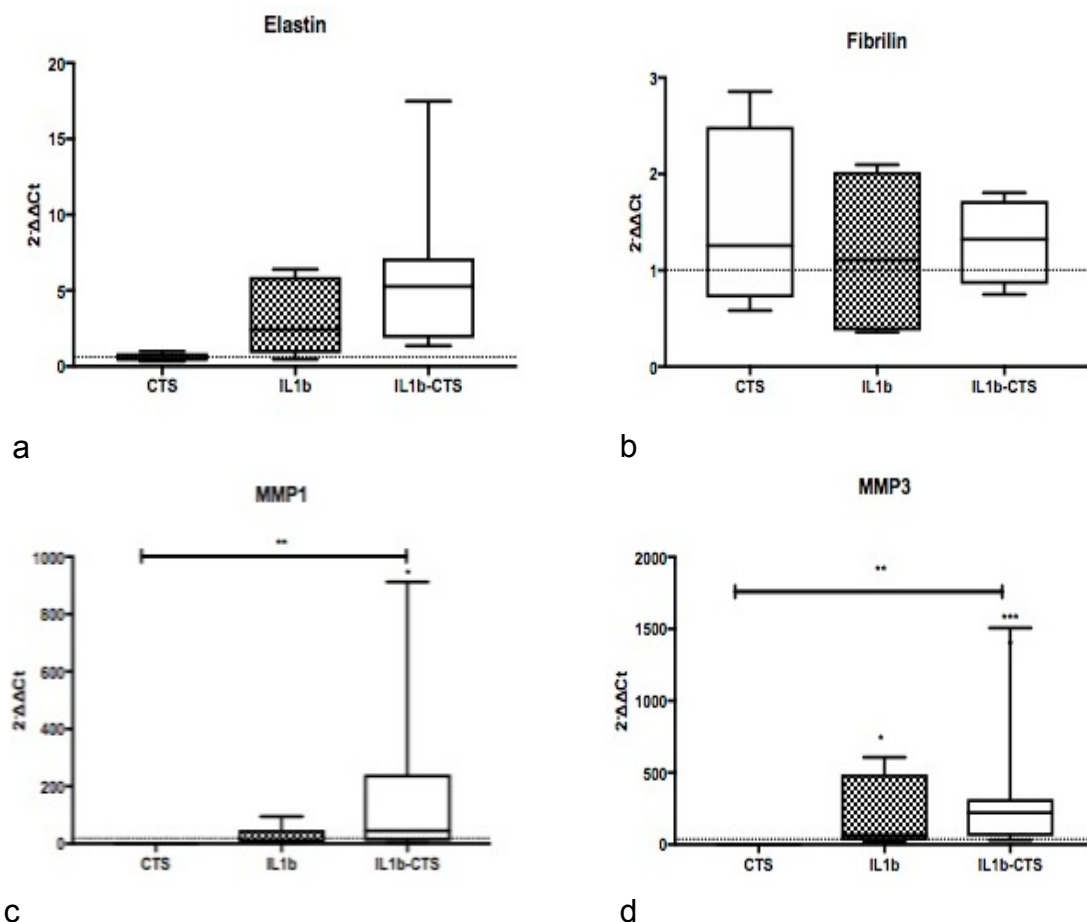 Elastin
20
15
10
5
0
2-ΔΔCt
CTS IL1b IL1b-CTS
a
Fibrilin
3
2
1
0
2-ΔΔCt
CTS IL1b IL1b-CTS
b
MMP1
**
*
1000
800
600
400
200
0
2-ΔΔCt
CTS IL1b IL1b-CTS
c
MMP3
**
***
*
*
2000
1500
1000
500
0
2-ΔΔCt
CTS IL1b IL1b-CTS
d